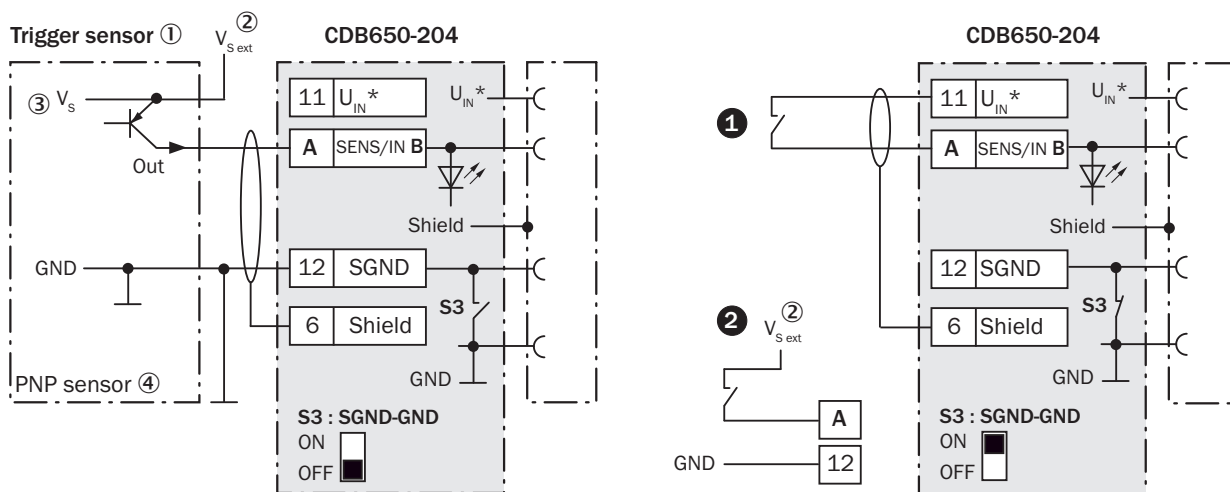 Trigger sensor ①
V S ext ②
CDB650-204
③ V S
11 U IN *
U IN *
A SENS/IN B
Out
Shield
GND
12 SGND
S3
6 Shield
GND
PNP sensor ④
S3 : SGND-GND
ON
OFF
CDB650-204
❶
11 U IN *
U IN *
A SENS/IN B
Shield
12 SGND
S3
6 Shield
GND
❷ V S ext ②
A
GND 12
S3 : SGND-GND
ON
OFF